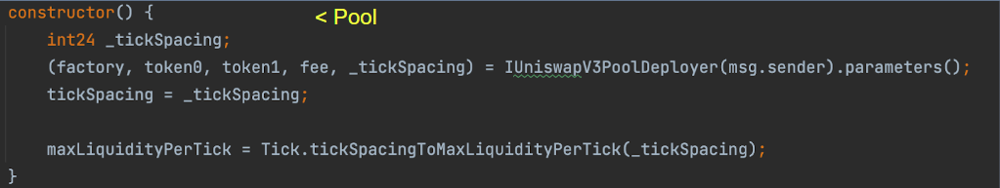 constructor() { < Pool
int24 _tickSpacing;
(factory, token0, token1, fee, _tickSpacing) = IUniswapV3PoolDeployer(msg.sender).parameters();
tickSpacing = _tickSpacing;
maxLiquidityPerTick = Tick.tickSpacingToMaxLiquidityPerTick(_tickSpacing);
}